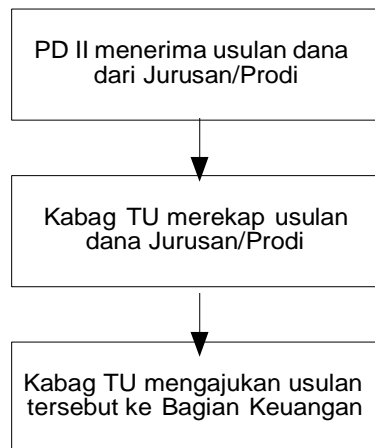 PD II menerima usulan dana
dari Jurusan/Prodi
Kabag TU merekap usulan
dana Jurusan/Prodi
Kabag TU mengajukan usulan
tersebut ke Bagian Keuangan